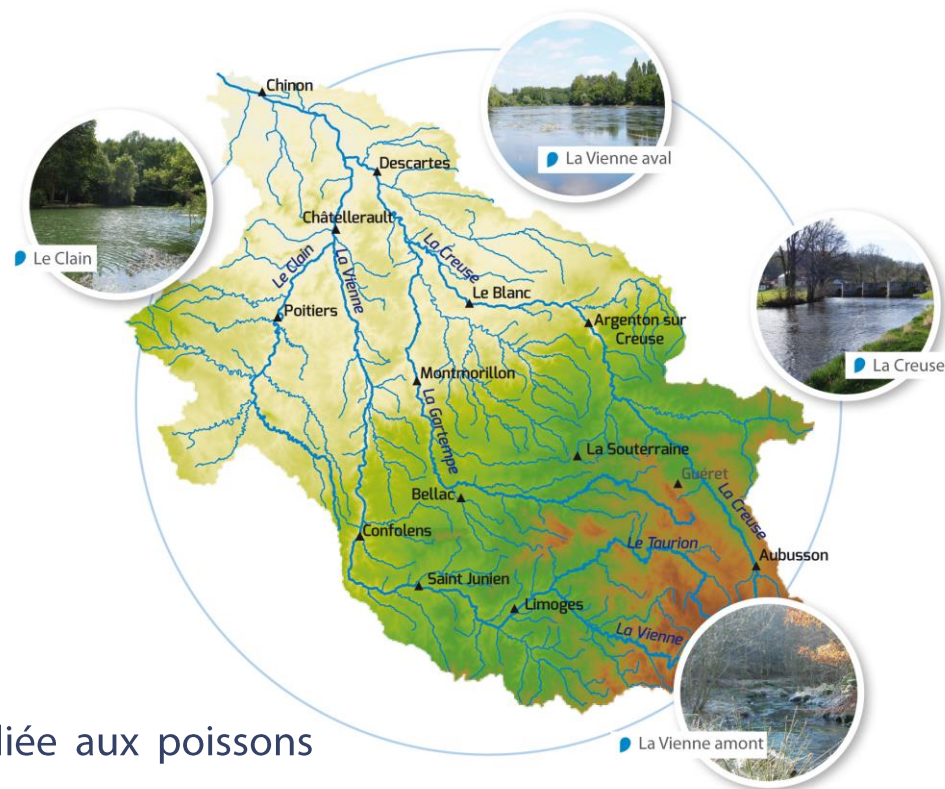 Chinon
La Vienne aval
Descartes
Châtellerault
Le Clain
Le Clain
La Vienne
La Creuse
Le Blanc
Poitiers
Argenton sur
Creuse
La Creuse
Montmorillon
La Gartempe
La Souterraine
Guéret
La Creuse
Bellac
Confolens
Le Taurion
Aubusson
Saint Junien
Limoges
La Vienne
liée aux poissons
La Vienne amont